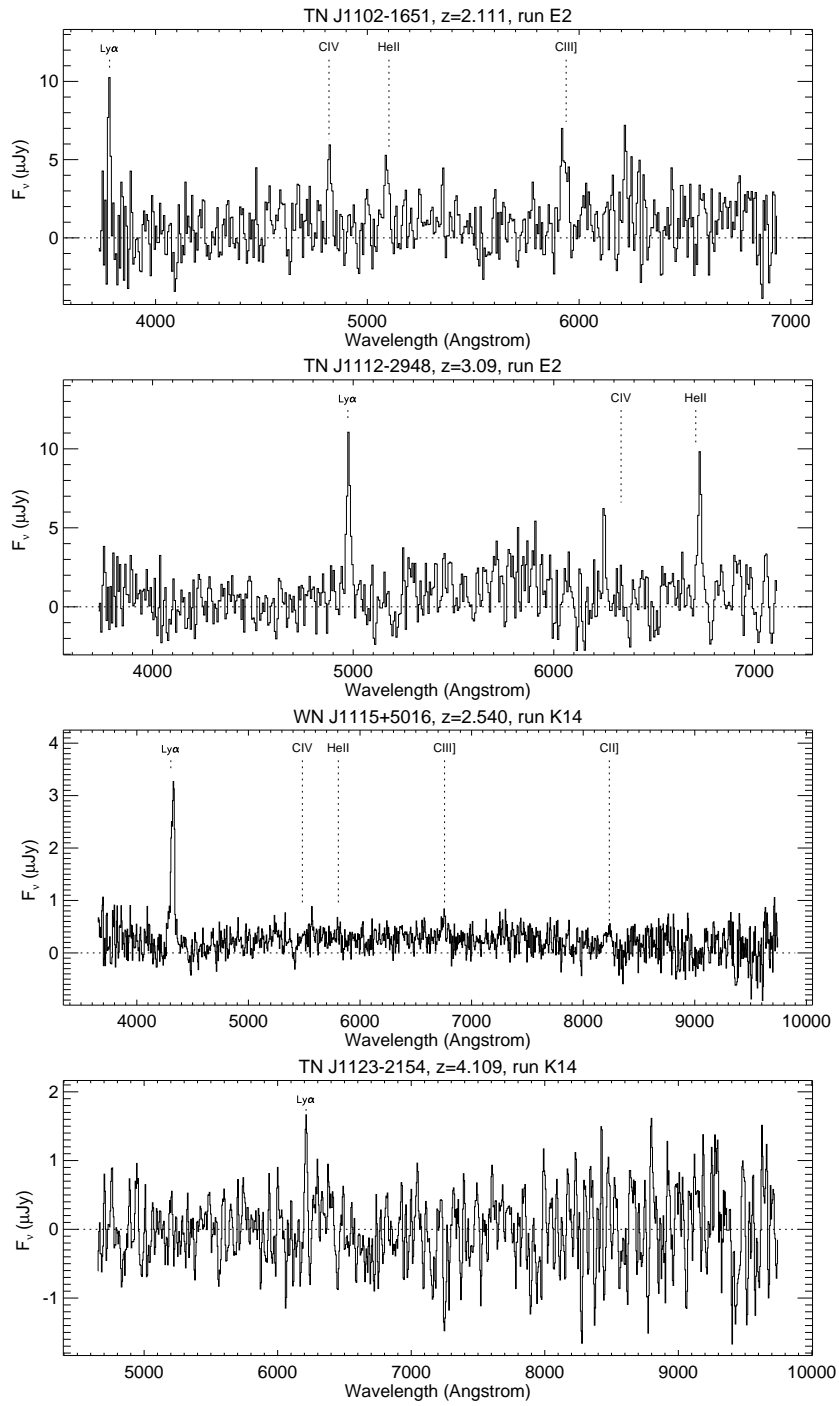 TN J1102-1651, z=2.111, run E2
Lyα CIV HeII CIII]
10
5
0
F_ν (μJy)
4000 5000 6000 7000
Wavelength (Angstrom)
TN J1112-2948, z=3.09, run E2
Lyα CIV HeII
10
5
0
F_ν (μJy)
4000 5000 6000 7000
Wavelength (Angstrom)
WN J1115+5016, z=2.540, run K14
Lyα CIV HeII CIII] CII]
4
3
2
1
0
F_ν (μJy)
4000 5000 6000 7000 8000 9000 10000
Wavelength (Angstrom)
TN J1123-2154, z=4.109, run K14
Lyα
2
1
0
-1
F_ν (μJy)
5000 6000 7000 8000 9000 10000
Wavelength (Angstrom)